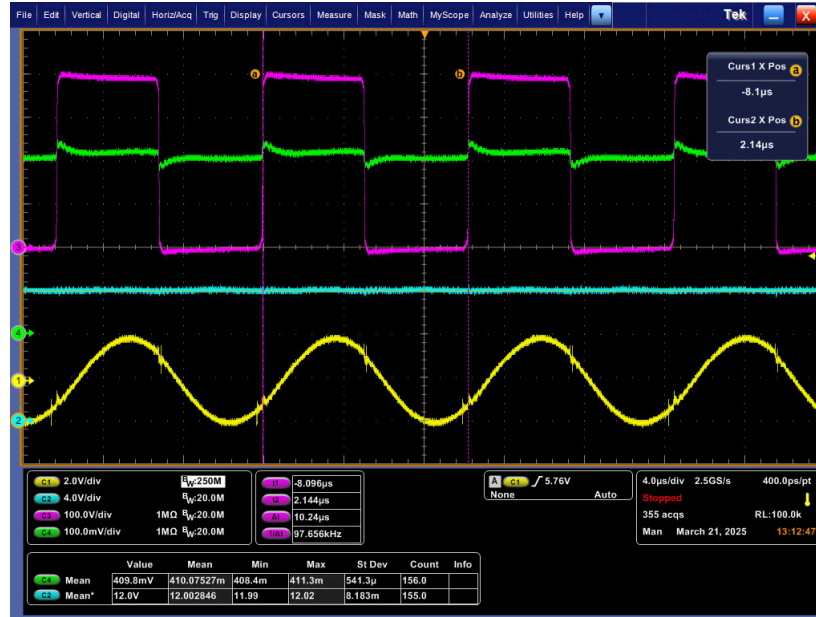 File Edit Vertical Digital Horiz/Acq Trig Display Cursors Measure Mask Math MyScope Analyze Utilities Help Tek X
a b
Curs1 X Pos a
-8.1µs
Curs2 X Pos b
2.14µs
3
4
1
2
C1 2.0V/div BW:250M
C2 4.0V/div BW:20.0M
C3 100.0V/div 1MΩ BW:20.0M
C4 100.0mV/div 1MΩ BW:20.0M
t1 -8.096µs
t2 2.144µs
Δt 10.24µs
1/Δt 97.656kHz
A C1 5.76V
None Auto
4.0µs/div 2.5GS/s 400.0ps/pt
Stopped
355 acqs RL:100.0k
Man March 21, 2025 13:12:47
Value Mean Min Max St Dev Count Info
C4 Mean 409.8mV 410.07527m 408.4m 411.3m 541.3µ 156.0
C2 Mean* 12.0V 12.002846 11.99 12.02 8.183m 155.0